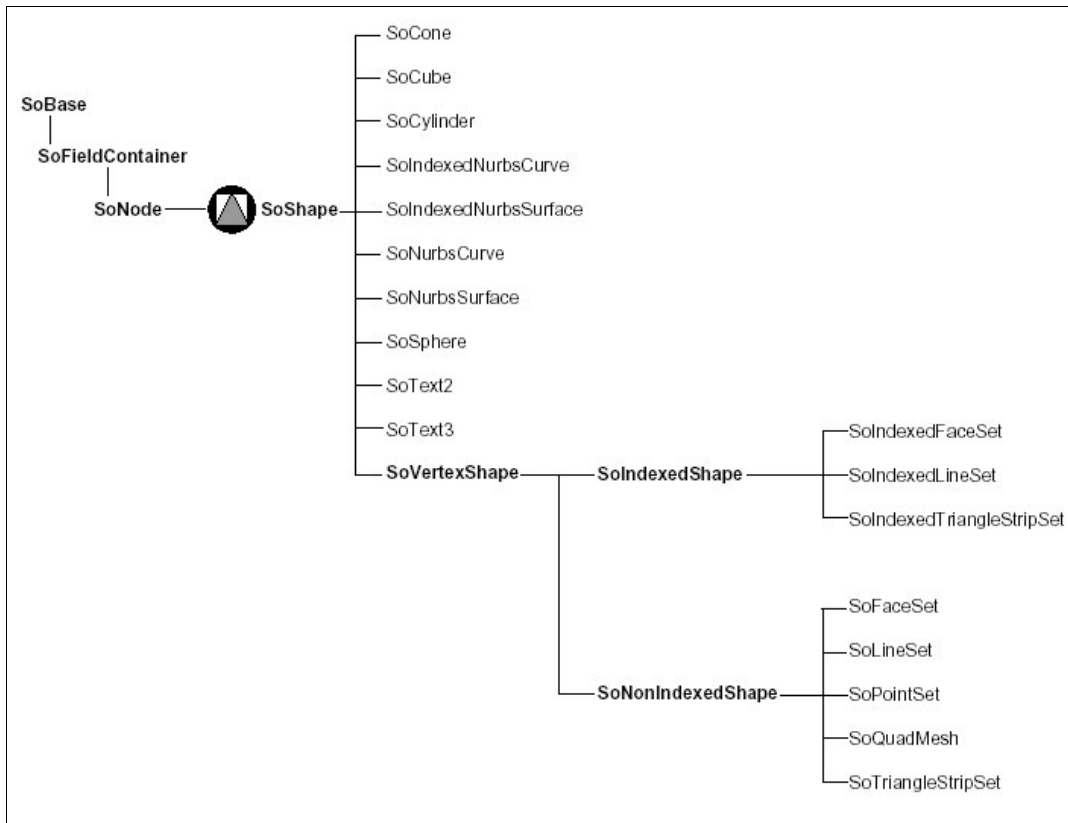 SoBase
SoFieldContainer
SoNode
SoShape
SoCone
SoCube
SoCylinder
SoIndexedNurbsCurve
SoIndexedNurbsSurface
SoNurbsCurve
SoNurbsSurface
SoSphere
SoText2
SoText3
SoVertexShape
SoIndexedShape
SoIndexedFaceSet
SoIndexedLineSet
SoIndexedTriangleStripSet
SoNonIndexedShape
SoFaceSet
SoLineSet
SoPointSet
SoQuadMesh
SoTriangleStripSet